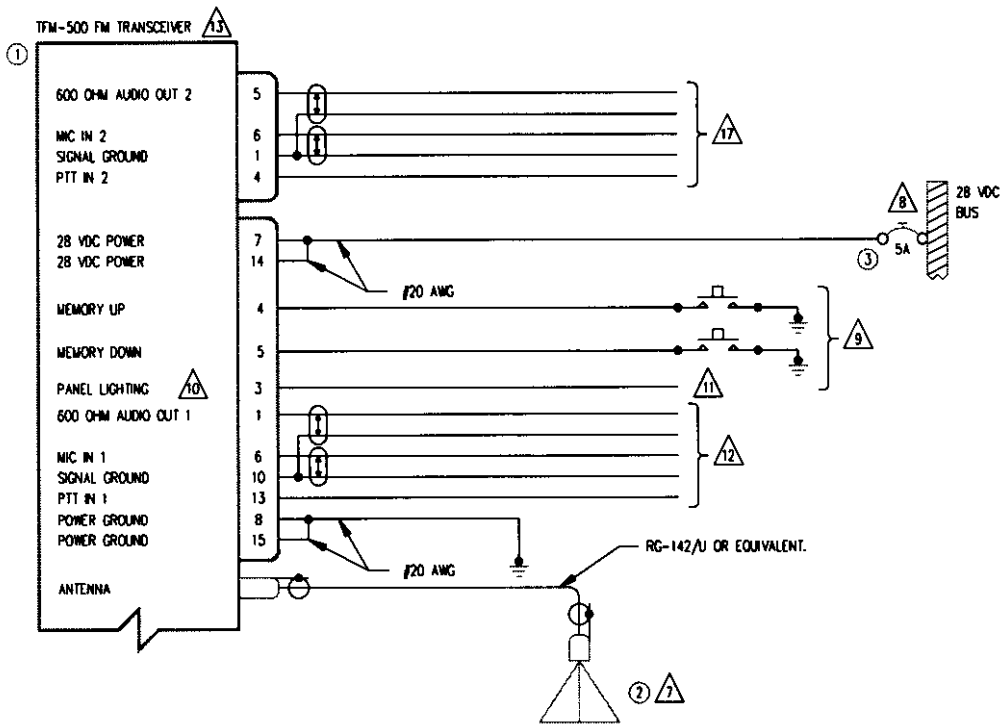 TFM-500 FM TRANSCEIVER 13
1
600 OHM AUDIO OUT 2 5
MIC IN 2 6
SIGNAL GROUND 1
PTT IN 2 4
17
28 VDC POWER 7
28 VDC POWER 14
#20 AWG
3
8
5A
28 VDC
BUS
MEMORY UP 4
MEMORY DOWN 5
9
PANEL LIGHTING 10 3
11
600 OHM AUDIO OUT 1 1
MIC IN 1 6
SIGNAL GROUND 10
PTT IN 1 13
12
POWER GROUND 8
POWER GROUND 15
#20 AWG
RG-142/U OR EQUIVALENT.
ANTENNA
2 7